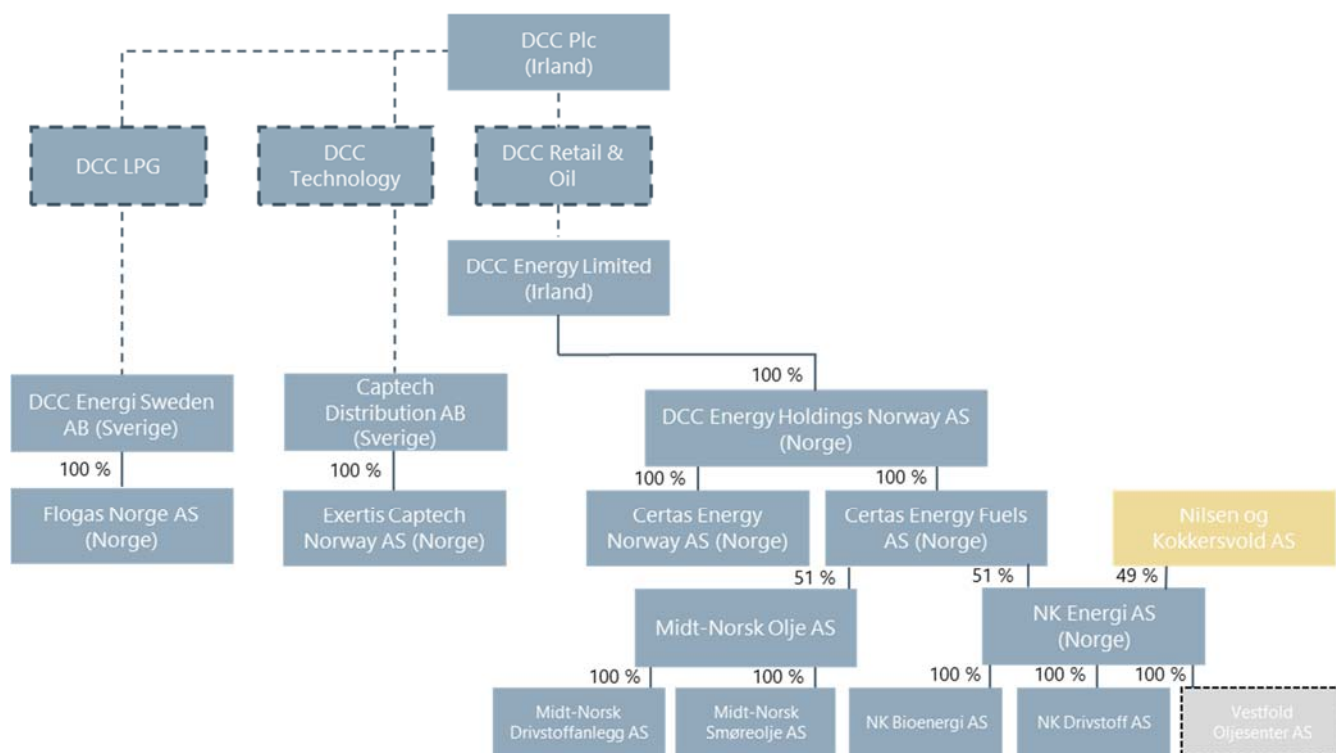 DCC Plc
(Irland)
DCC LPG
DCC
Technology
DCC Retail &
Oil
DCC Energy Limited
(Irland)
100 %
DCC Energi Sweden
AB (Sverige)
Captech
Distribution AB
(Sverige)
DCC Energy Holdings Norway AS
(Norge)
100 %
100 %
100 %
100 %
Flogas Norge AS
(Norge)
Exertis Captech
Norway AS (Norge)
Certas Energy
Norway AS (Norge)
Certas Energy Fuels
AS (Norge)
Nilsen og
Kokkersvold AS
51 %
51 %
49 %
Midt-Norsk Olje AS
NK Energi AS
(Norge)
100 %
100 %
100 %
100 %
100 %
Midt-Norsk
Drivstoffanlegg AS
Midt-Norsk
Smøreolje AS
NK Bioenergi AS
NK Drivstoff AS
Vestfold
Oljesenter AS